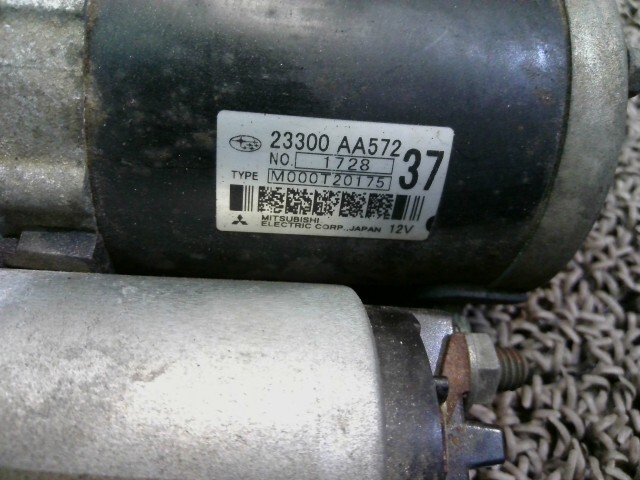 23300 AA572
NO. 1728
37
TYPE M000T20175
MITSUBISHI
ELECTRIC CORP., JAPAN 12V